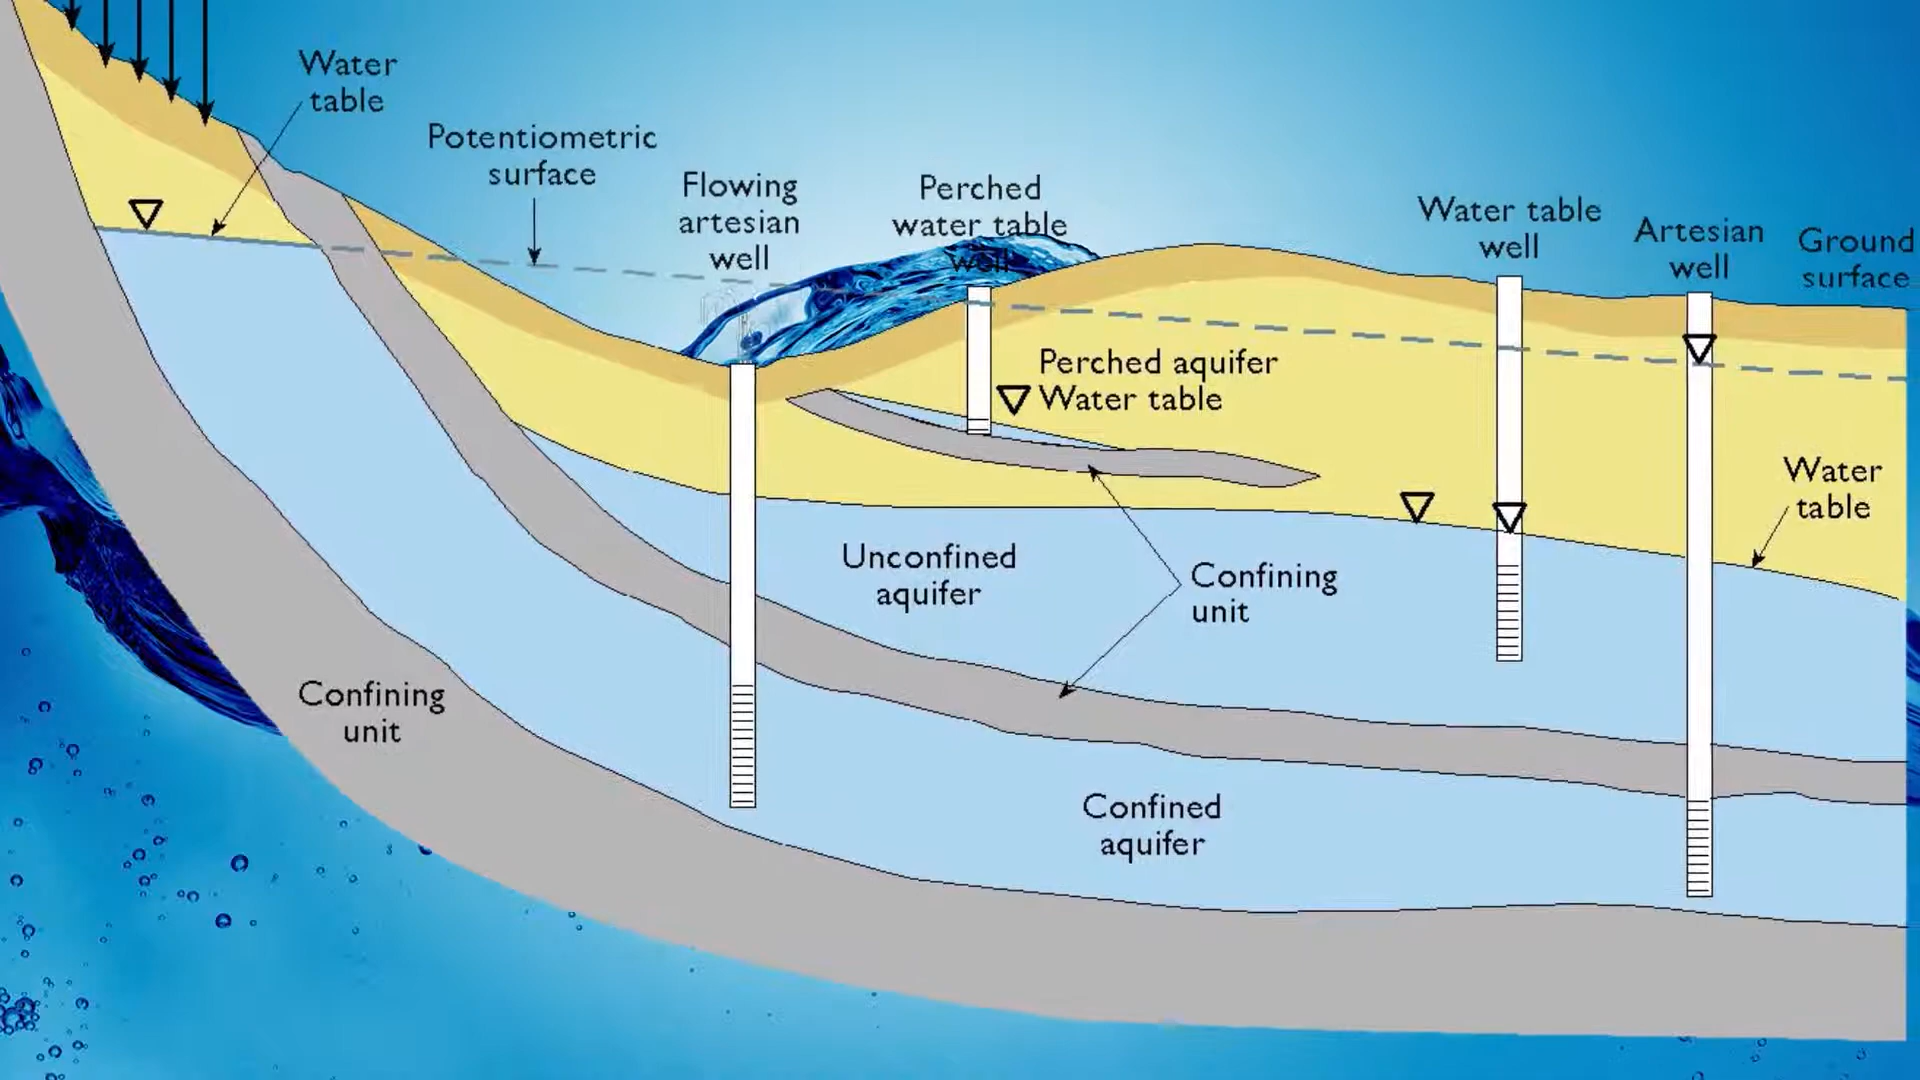 Water
table
Potentiometric
surface
Flowing
artesian
well
Perched
water table
well
Water table
well
Artesian
well
Ground
surface
Perched aquifer
Water table
Water
table
Unconfined
aquifer
Confining
unit
Confining
unit
Confined
aquifer